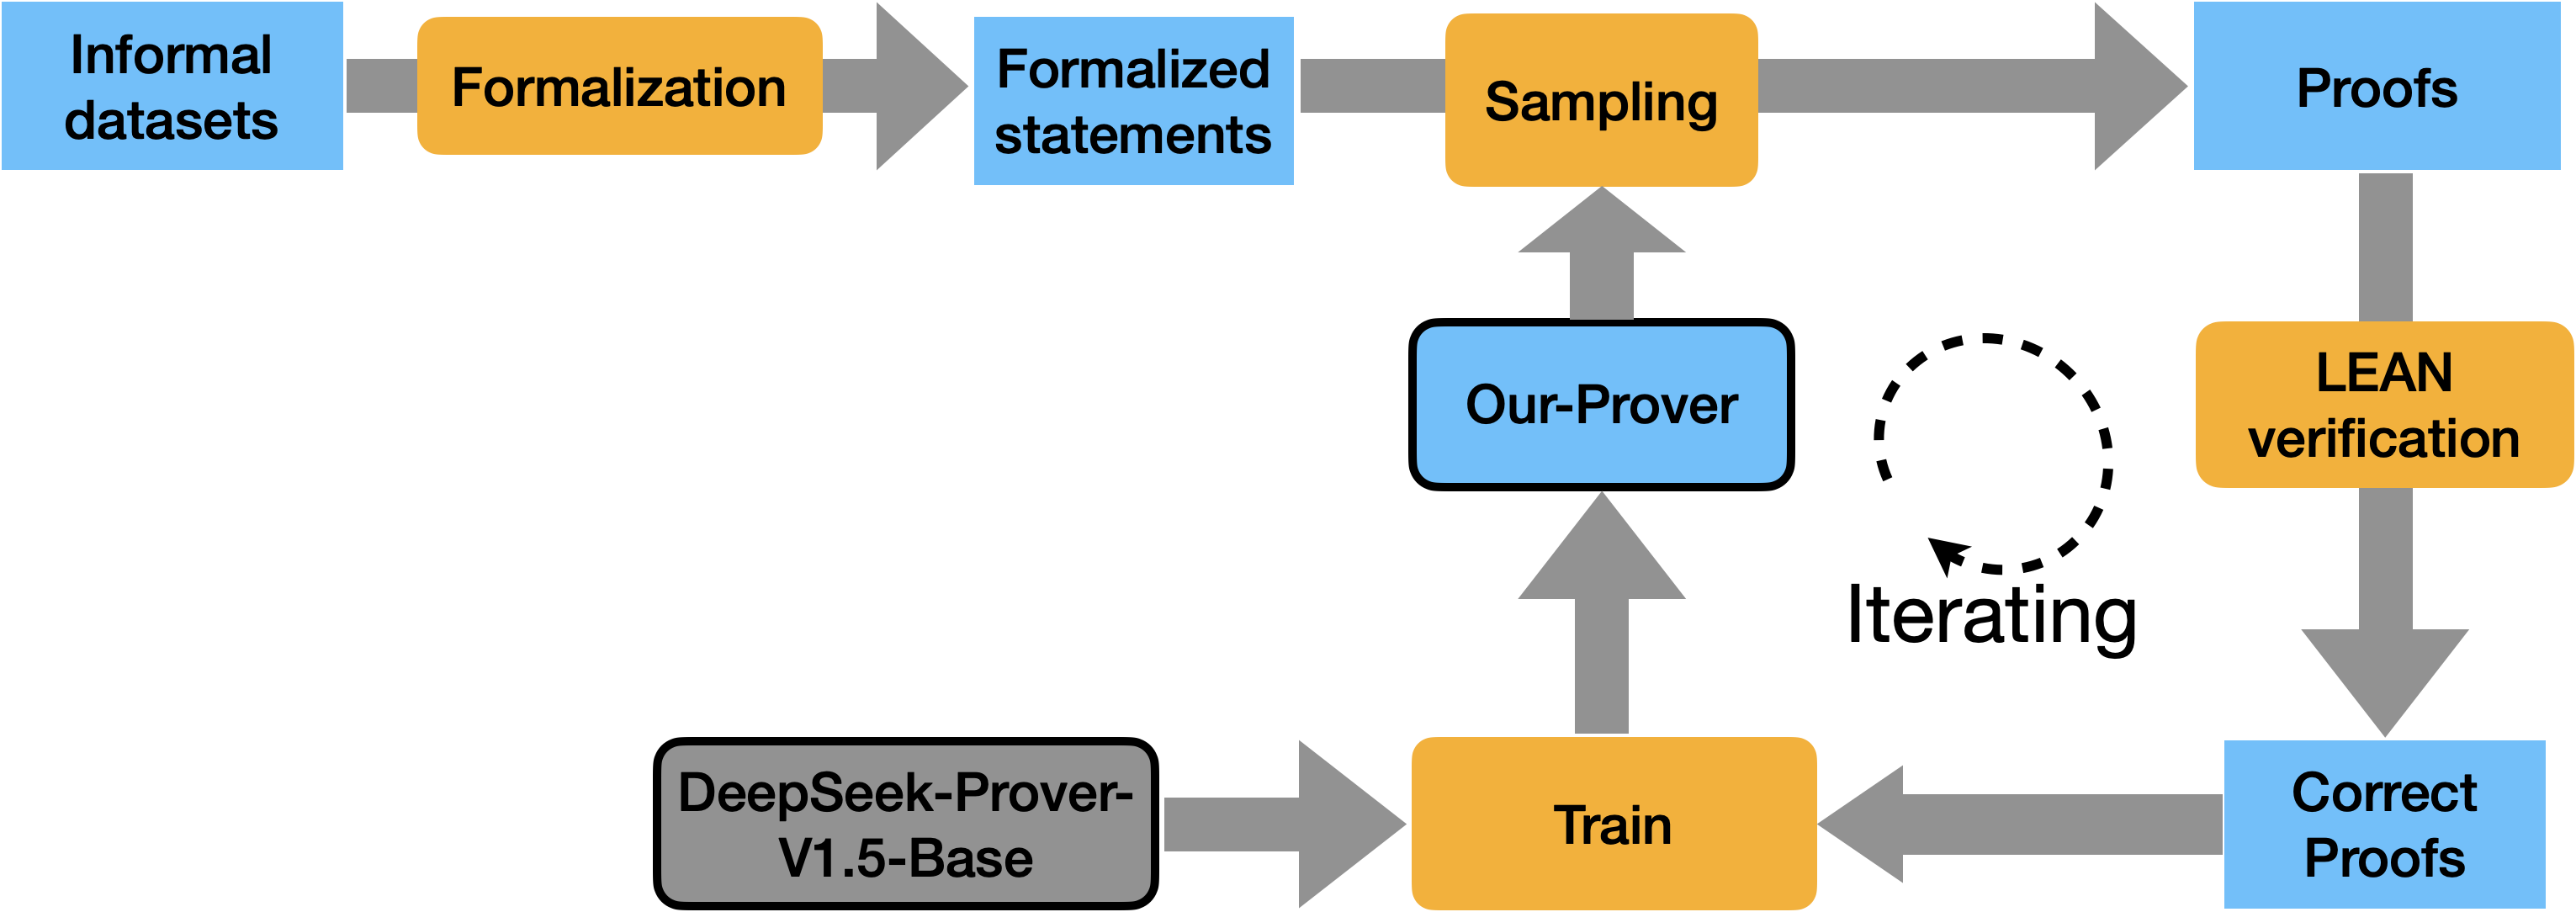 Informal
datasets
Formalization
Formalized
statements
Sampling
Proofs
Our-Prover
LEAN
verification
Iterating
DeepSeek-Prover-
V1.5-Base
Train
Correct
Proofs